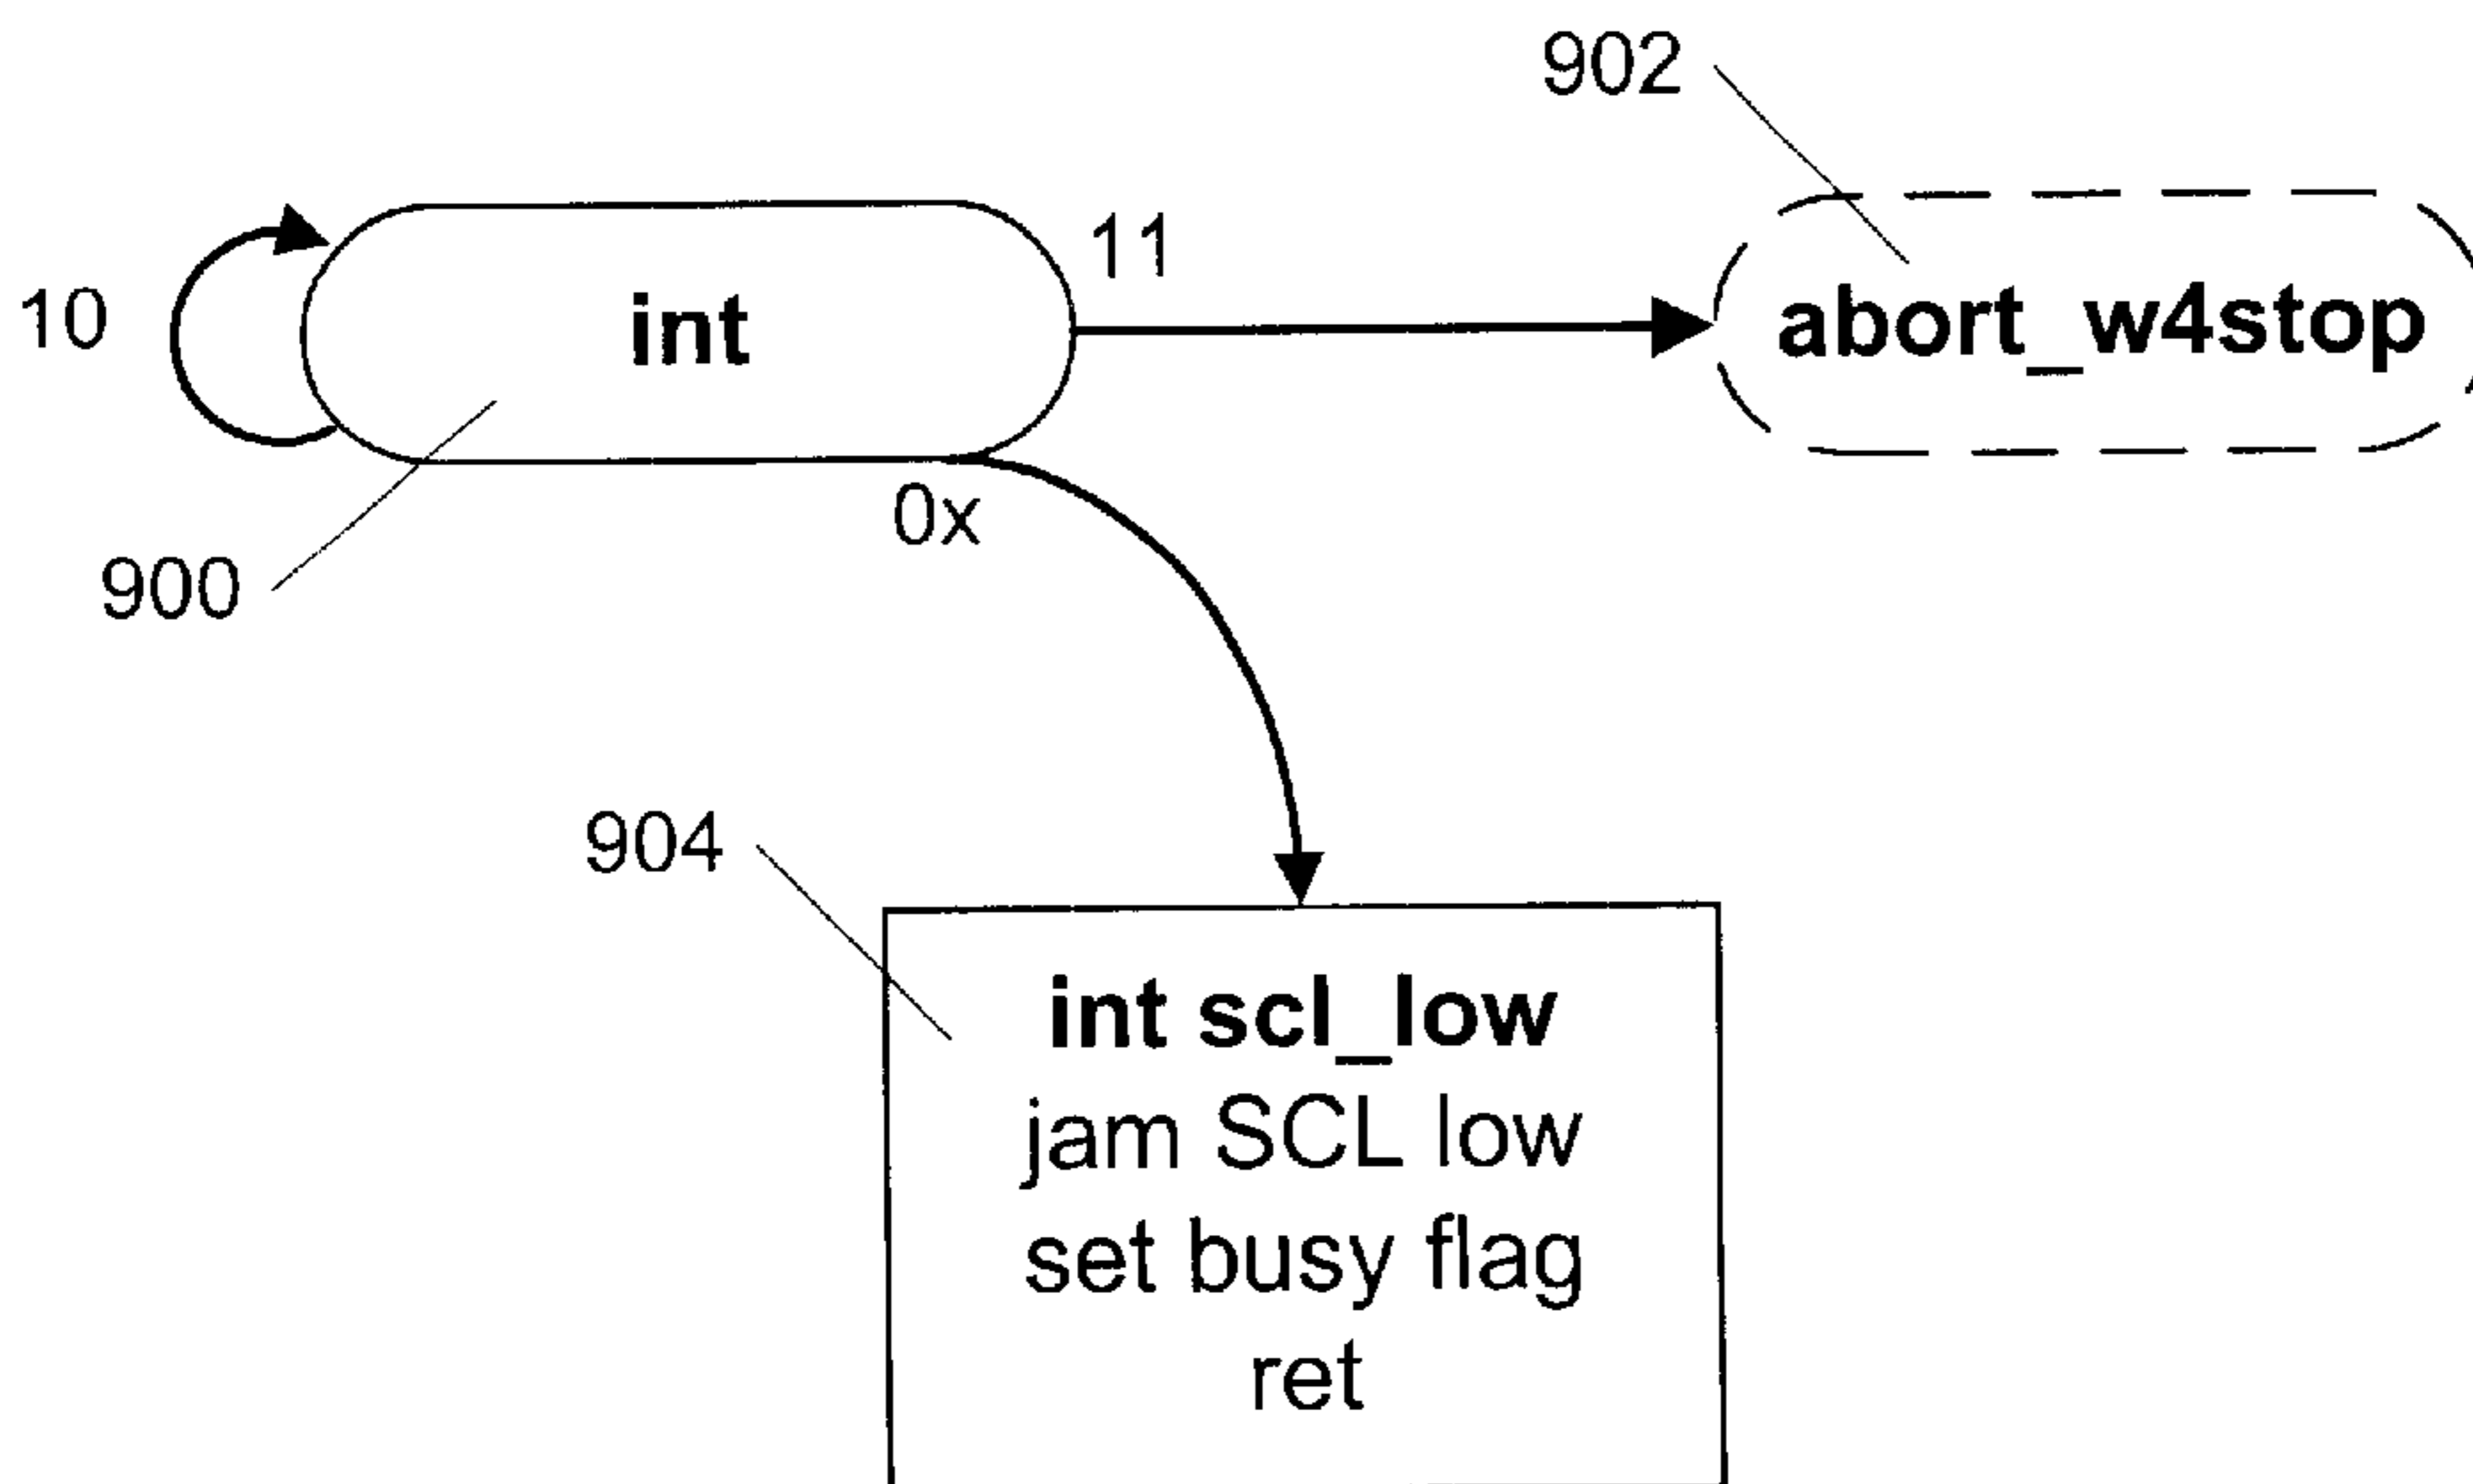 902
11
10
int
abort_w4stop
0x
900
904
int scl_low
jam SCL low
set busy flag
ret